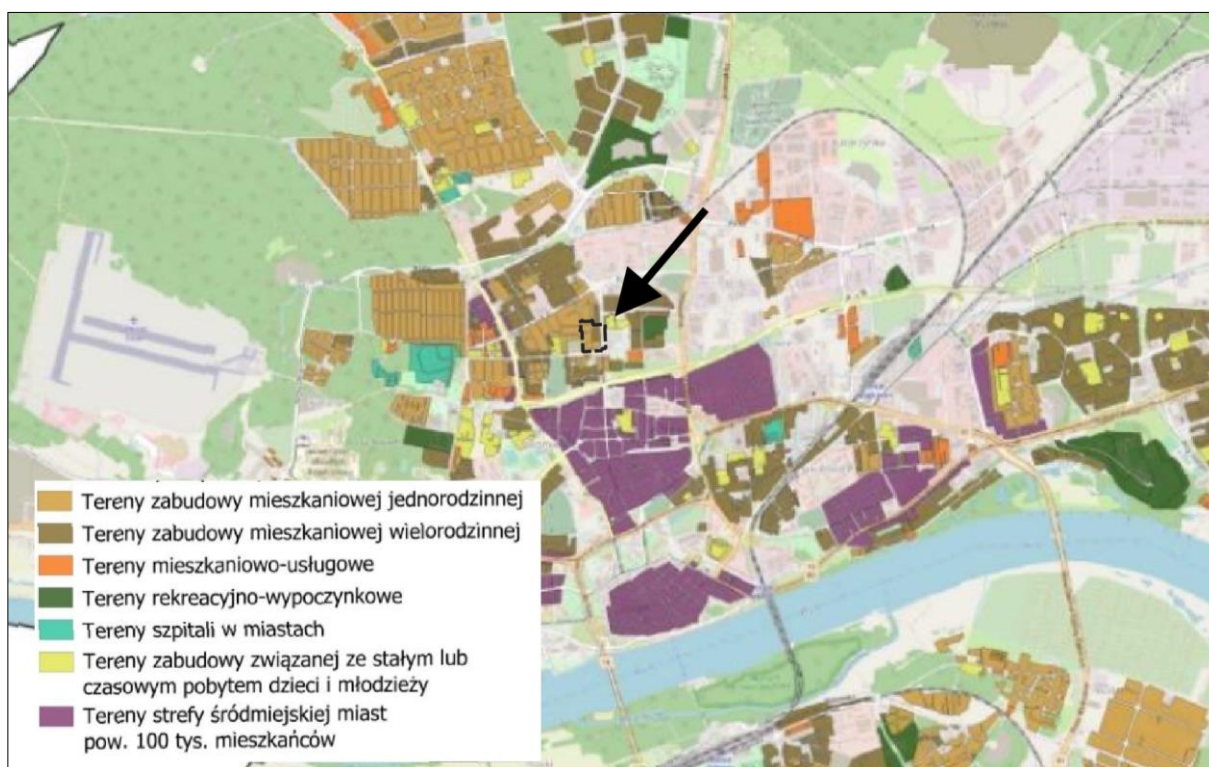 Tereny zabudowy mieszkaniowej jednorodzinnej
Tereny zabudowy mieszkaniowej wielorodzinnej
Tereny mieszkaniowo-usługowe
Tereny rekreacyjno-wypoczynkowe
Tereny szpitali w miastach
Tereny zabudowy związanej ze stałym lub
czasowym pobytem dzieci i młodzieży
Tereny strefy śródmiejskiej miast
pow. 100 tys. mieszkańców